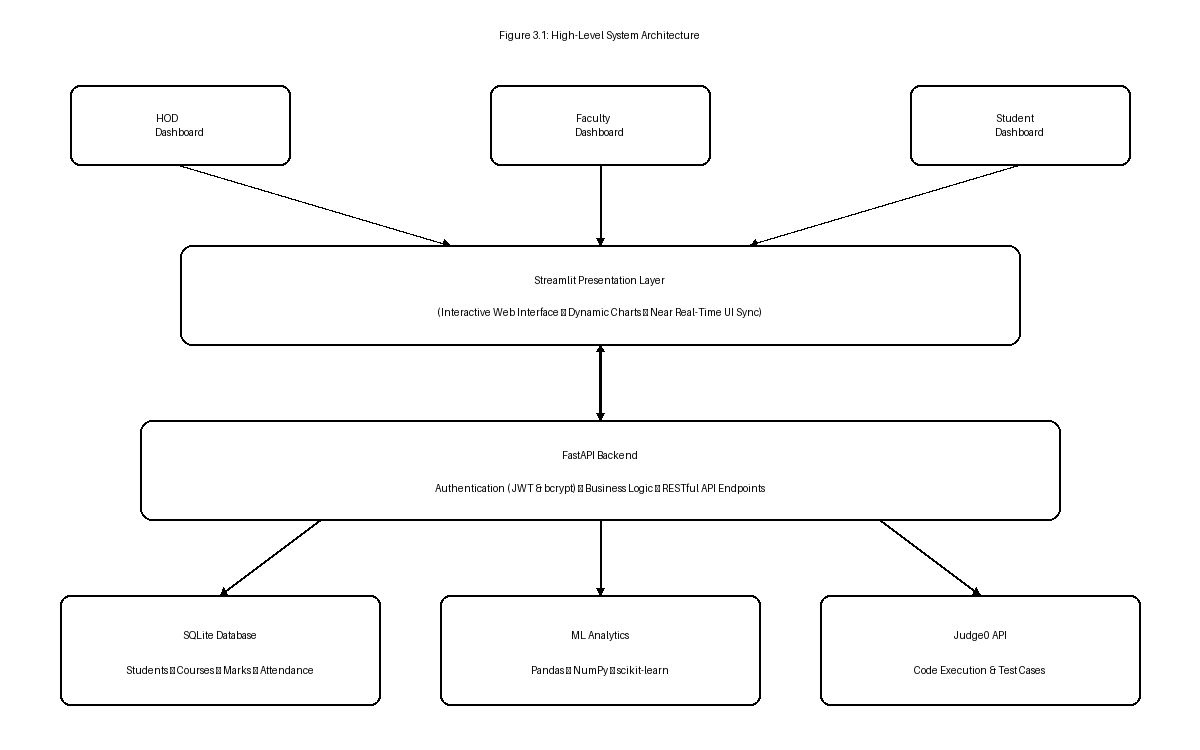 Figure 3.1: High-Level System Architecture
HOD
Dashboard
Faculty
Dashboard
Student
Dashboard
Streamlit Presentation Layer
(Interactive Web Interface ▯ Dynamic Charts ▯ Near Real-Time UI Sync)
FastAPI Backend
Authentication (JWT & bcrypt) ▯ Business Logic ▯ RESTful API Endpoints
SQLite Database
Students ▯ Courses ▯ Marks ▯ Attendance
ML Analytics
Pandas ▯ NumPy ▯ scikit-learn
Judge0 API
Code Execution & Test Cases